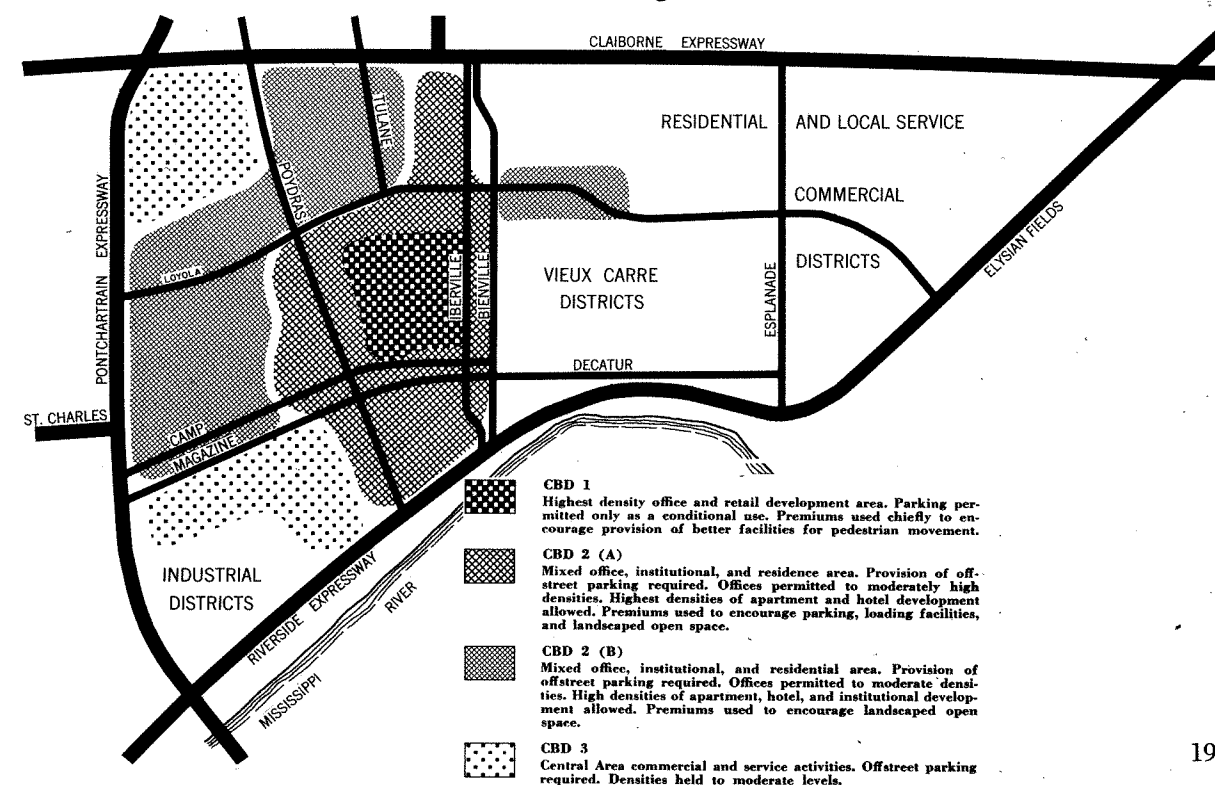 CLAIBORNE EXPRESSWAY
TULANE
RESIDENTIAL AND LOCAL SERVICE
COMMERCIAL
DISTRICTS
POYDRAS
PONTCHARTRAIN EXPRESSWAY
LOYOLA
IBERVILLE
BIENVILLE
VIEUX CARRE
DISTRICTS
ESPLANADE
ELYSIAN FIELDS
DECATUR
ST. CHARLES
CAMP
MAGAZINE
INDUSTRIAL
DISTRICTS
RIVERSIDE EXPRESSWAY
MISSISSIPPI RIVER
CBD 1
Highest density office and retail development area. Parking per-
mitted only as a conditional use. Premiums used chiefly to en-
courage provision of better facilities for pedestrian movement.
CBD 2 (A)
Mixed office, institutional, and residence area. Provision of off-
street parking required. Offices permitted to moderately high
densities. Highest densities of apartment and hotel development
allowed. Premiums used to encourage parking, loading facilities,
and landscaped open space.
CBD 2 (B)
Mixed office, institutional, and residential area. Provision of
offstreet parking required. Offices permitted to moderate densi-
ties. High densities of apartment, hotel, and institutional develop-
ment allowed. Premiums used to encourage landscaped open
space.
CBD 3
Central Area commercial and service activities. Offstreet parking
required. Densities held to moderate levels.
19